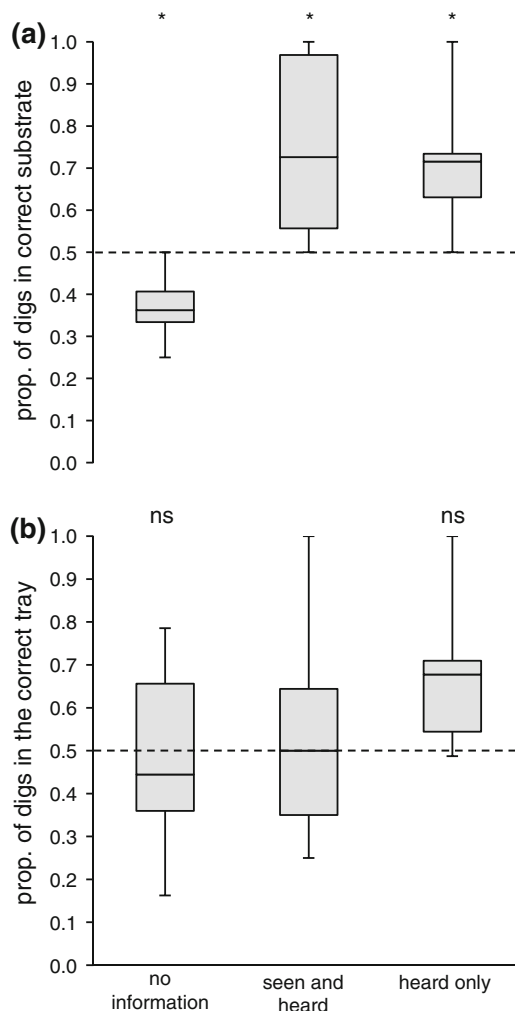 (a)
* * *
prop. of digs in correct substrate
1.0
0.9
0.8
0.7
0.6
0.5
0.4
0.3
0.2
0.1
0.0
(b)
ns ns
prop. of digs in the correct tray
1.0
0.9
0.8
0.7
0.6
0.5
0.4
0.3
0.2
0.1
0.0
no
information
seen and
heard
heard only